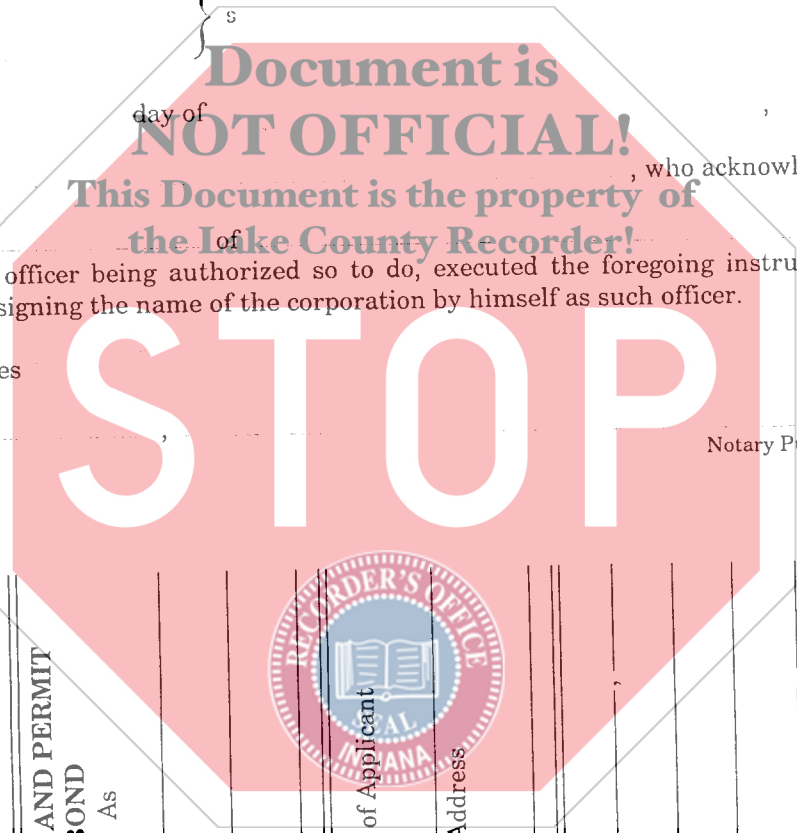 s
Document is
day of ,
NOT OFFICIAL!
, who acknowl
This Document is the property of
the Lake County Recorder!
of
officer being authorized so to do, executed the foregoing instru
signing the name of the corporation by himself as such officer.
es
STOP
,
Notary P
RECORDER'S OFFICE
SEAL
INDIANA
AND PERMIT
BOND
As
of Applicant
Address
,